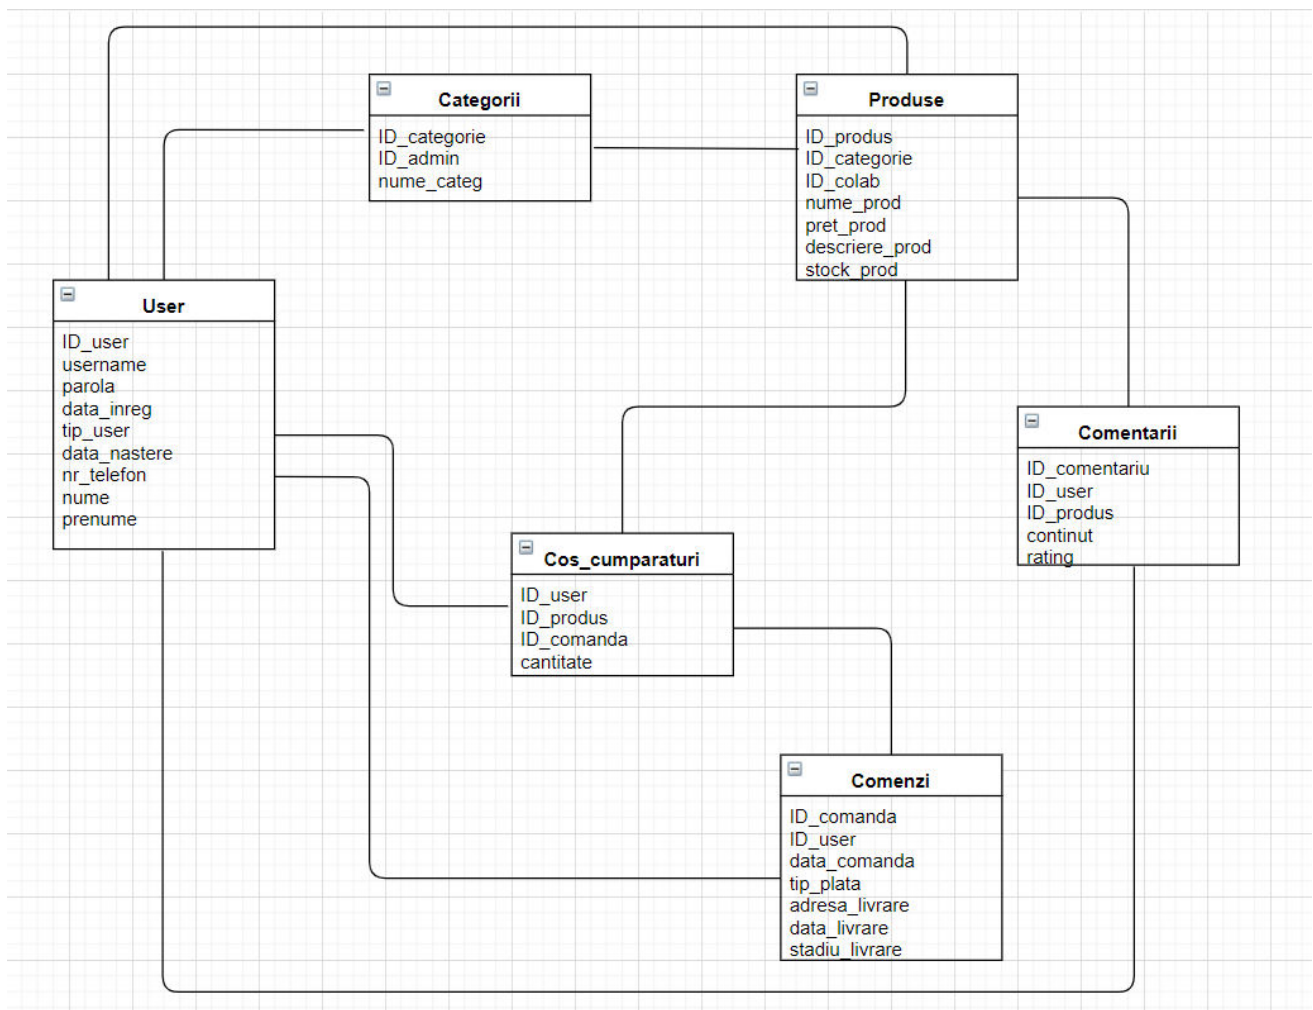 Categorii
ID_categorie
ID_admin
nume_categ
Produse
ID_produs
ID_categorie
ID_colab
nume_prod
pret_prod
descriere_prod
stock_prod
User
ID_user
username
parola
data_inreg
tip_user
data_nastere
nr_telefon
nume
prenume
Comentarii
ID_comentariu
ID_user
ID_produs
continut
rating
Cos_cumparaturi
ID_user
ID_produs
ID_comanda
cantitate
Comenzi
ID_comanda
ID_user
data_comanda
tip_plata
adresa_livrare
data_livrare
stadiu_livrare